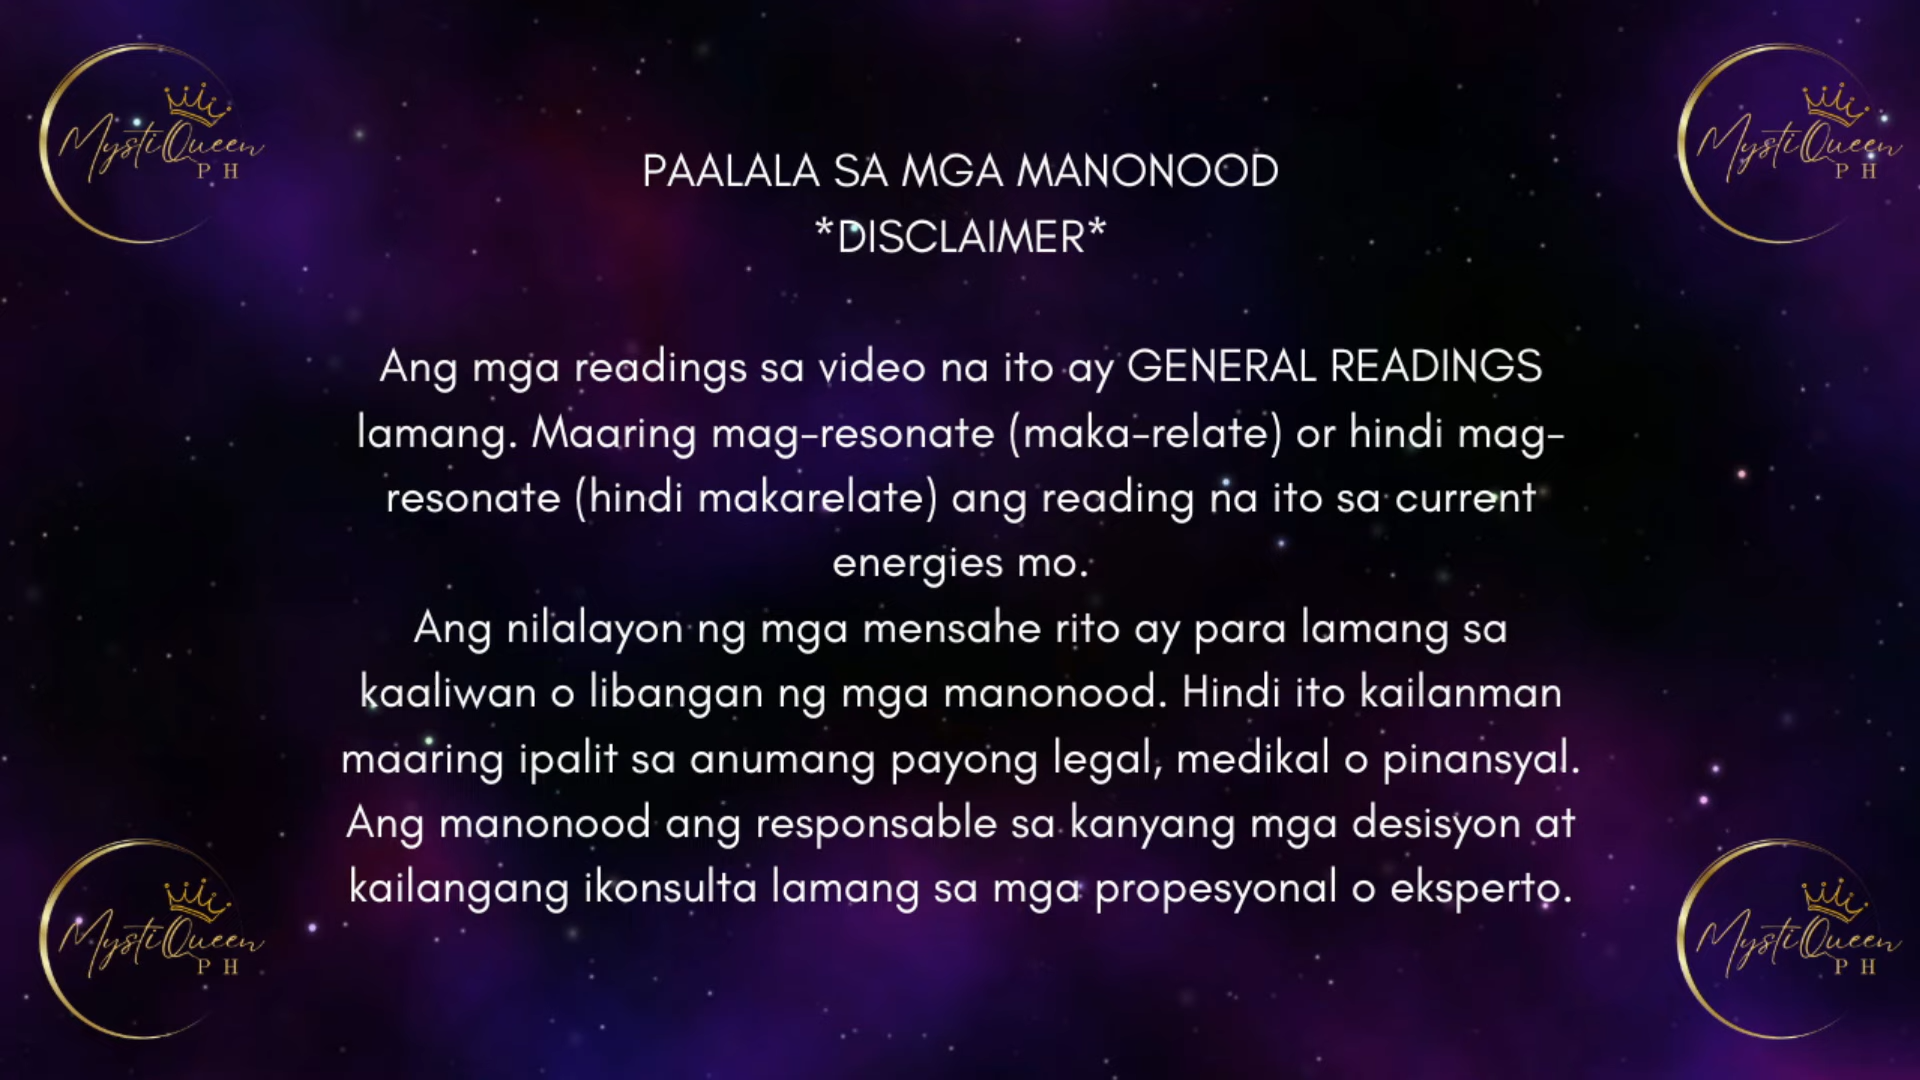 MystiQueen
PH
MystiQueen
PH
PAALALA SA MGA MANONOOD
*DISCLAIMER*
Ang mga readings sa video na ito ay GENERAL READINGS
lamang. Maaring mag-resonate (maka-relate) or hindi mag-
resonate (hindi makarelate) ang reading na ito sa current
energies mo.
Ang nilalayon ng mga mensahe rito ay para lamang sa
kaaliwan o libangan ng mga manonood. Hindi ito kailanman
maaring ipalit sa anumang payong legal, medikal o pinansyal.
Ang manonood ang responsable sa kanyang mga desisyon at
kailangang ikonsulta lamang sa mga propesyonal o eksperto.
MystiQueen
PH
MystiQueen
PH